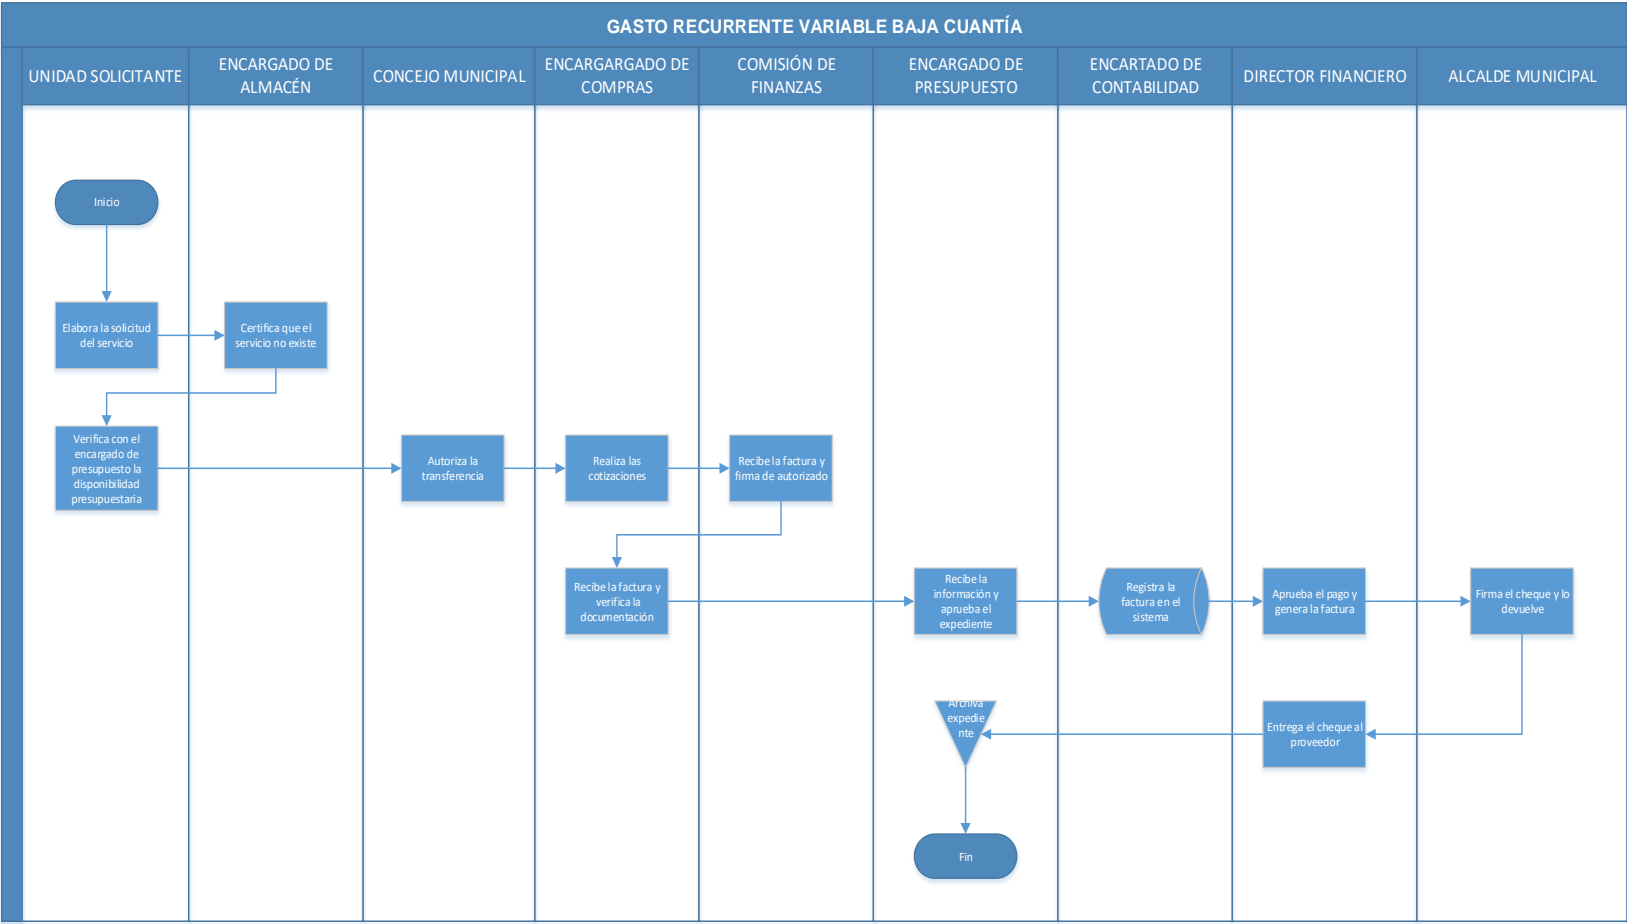 GASTO RECURRENTE VARIABLE BAJA CUANTÍA
UNIDAD SOLICITANTE
ENCARGADO DE
ALMACÉN
CONCEJO MUNICIPAL
ENCARGARGADO DE
COMPRAS
COMISIÓN DE
FINANZAS
ENCARGADO DE
PRESUPUESTO
ENCARTADO DE
CONTABILIDAD
DIRECTOR FINANCIERO
ALCALDE MUNICIPAL
Inicio
Elabora la solicitud
del servicio
Certifica que el
servicio no existe
Verifica con el
encargado de
presupuesto la
disponibilidad
presupuestaria
Autoriza la
transferencia
Realiza las
cotizaciones
Recibe la factura y
firma de autorizado
Recibe la factura y
verifica la
documentación
Recibe la
información y
aprueba el
expediente
Registra la
factura en el
sistema
Aprueba el pago y
genera la factura
Firma el cheque y lo
devuelve
Archiva
expedie
nte
Entrega el cheque al
proveedor
Fin